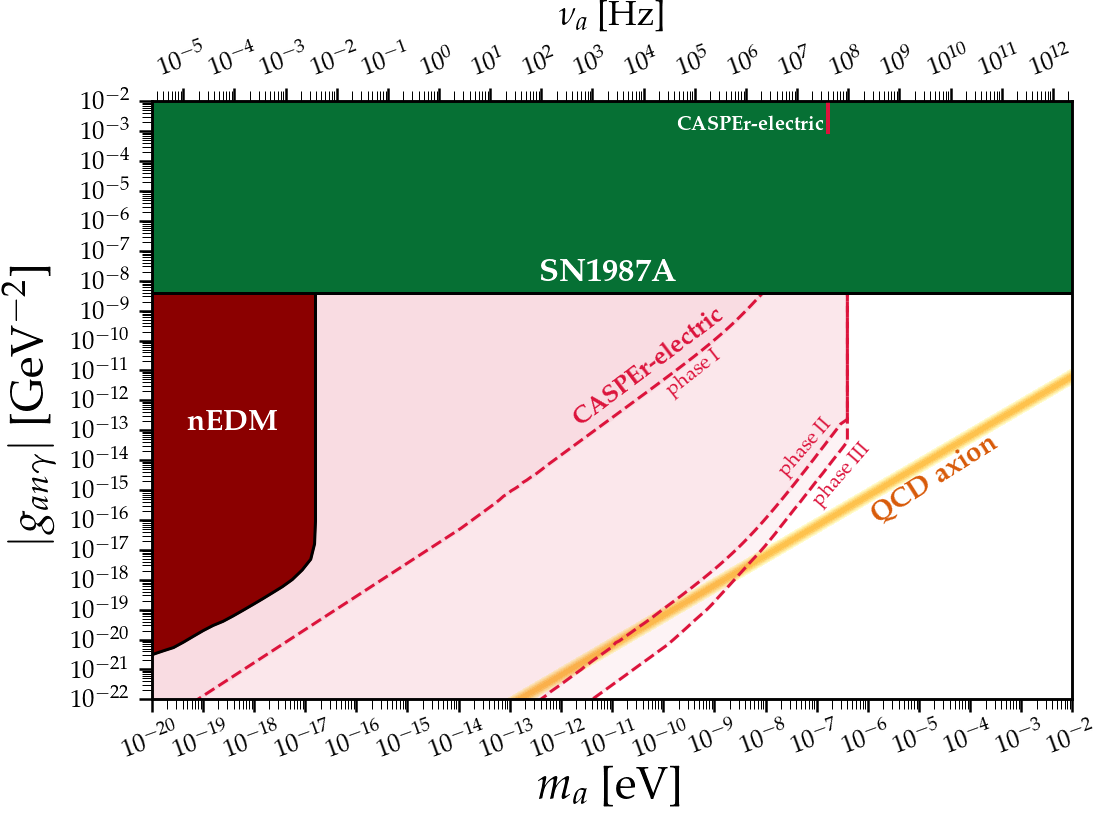 νₐ [Hz]
10⁻⁵ 10⁻⁴ 10⁻³ 10⁻² 10⁻¹ 10⁰ 10¹ 10² 10³ 10⁴ 10⁵ 10⁶ 10⁷ 10⁸ 10⁹ 10¹⁰ 10¹¹ 10¹²
10⁻²
10⁻³
10⁻⁴
10⁻⁵
10⁻⁶
10⁻⁷
10⁻⁸
10⁻⁹
10⁻¹⁰
10⁻¹¹
10⁻¹²
10⁻¹³
10⁻¹⁴
10⁻¹⁵
10⁻¹⁶
10⁻¹⁷
10⁻¹⁸
10⁻¹⁹
10⁻²⁰
10⁻²¹
10⁻²²
|g_{anγ}| [GeV⁻²]
CASPEr-electric
SN1987A
CASPEr-electric
phase I
nEDM
phase II
phase III
QCD axion
10⁻²⁰ 10⁻¹⁹ 10⁻¹⁸ 10⁻¹⁷ 10⁻¹⁶ 10⁻¹⁵ 10⁻¹⁴ 10⁻¹³ 10⁻¹² 10⁻¹¹ 10⁻¹⁰ 10⁻⁹ 10⁻⁸ 10⁻⁷ 10⁻⁶ 10⁻⁵ 10⁻⁴ 10⁻³ 10⁻²
mₐ [eV]